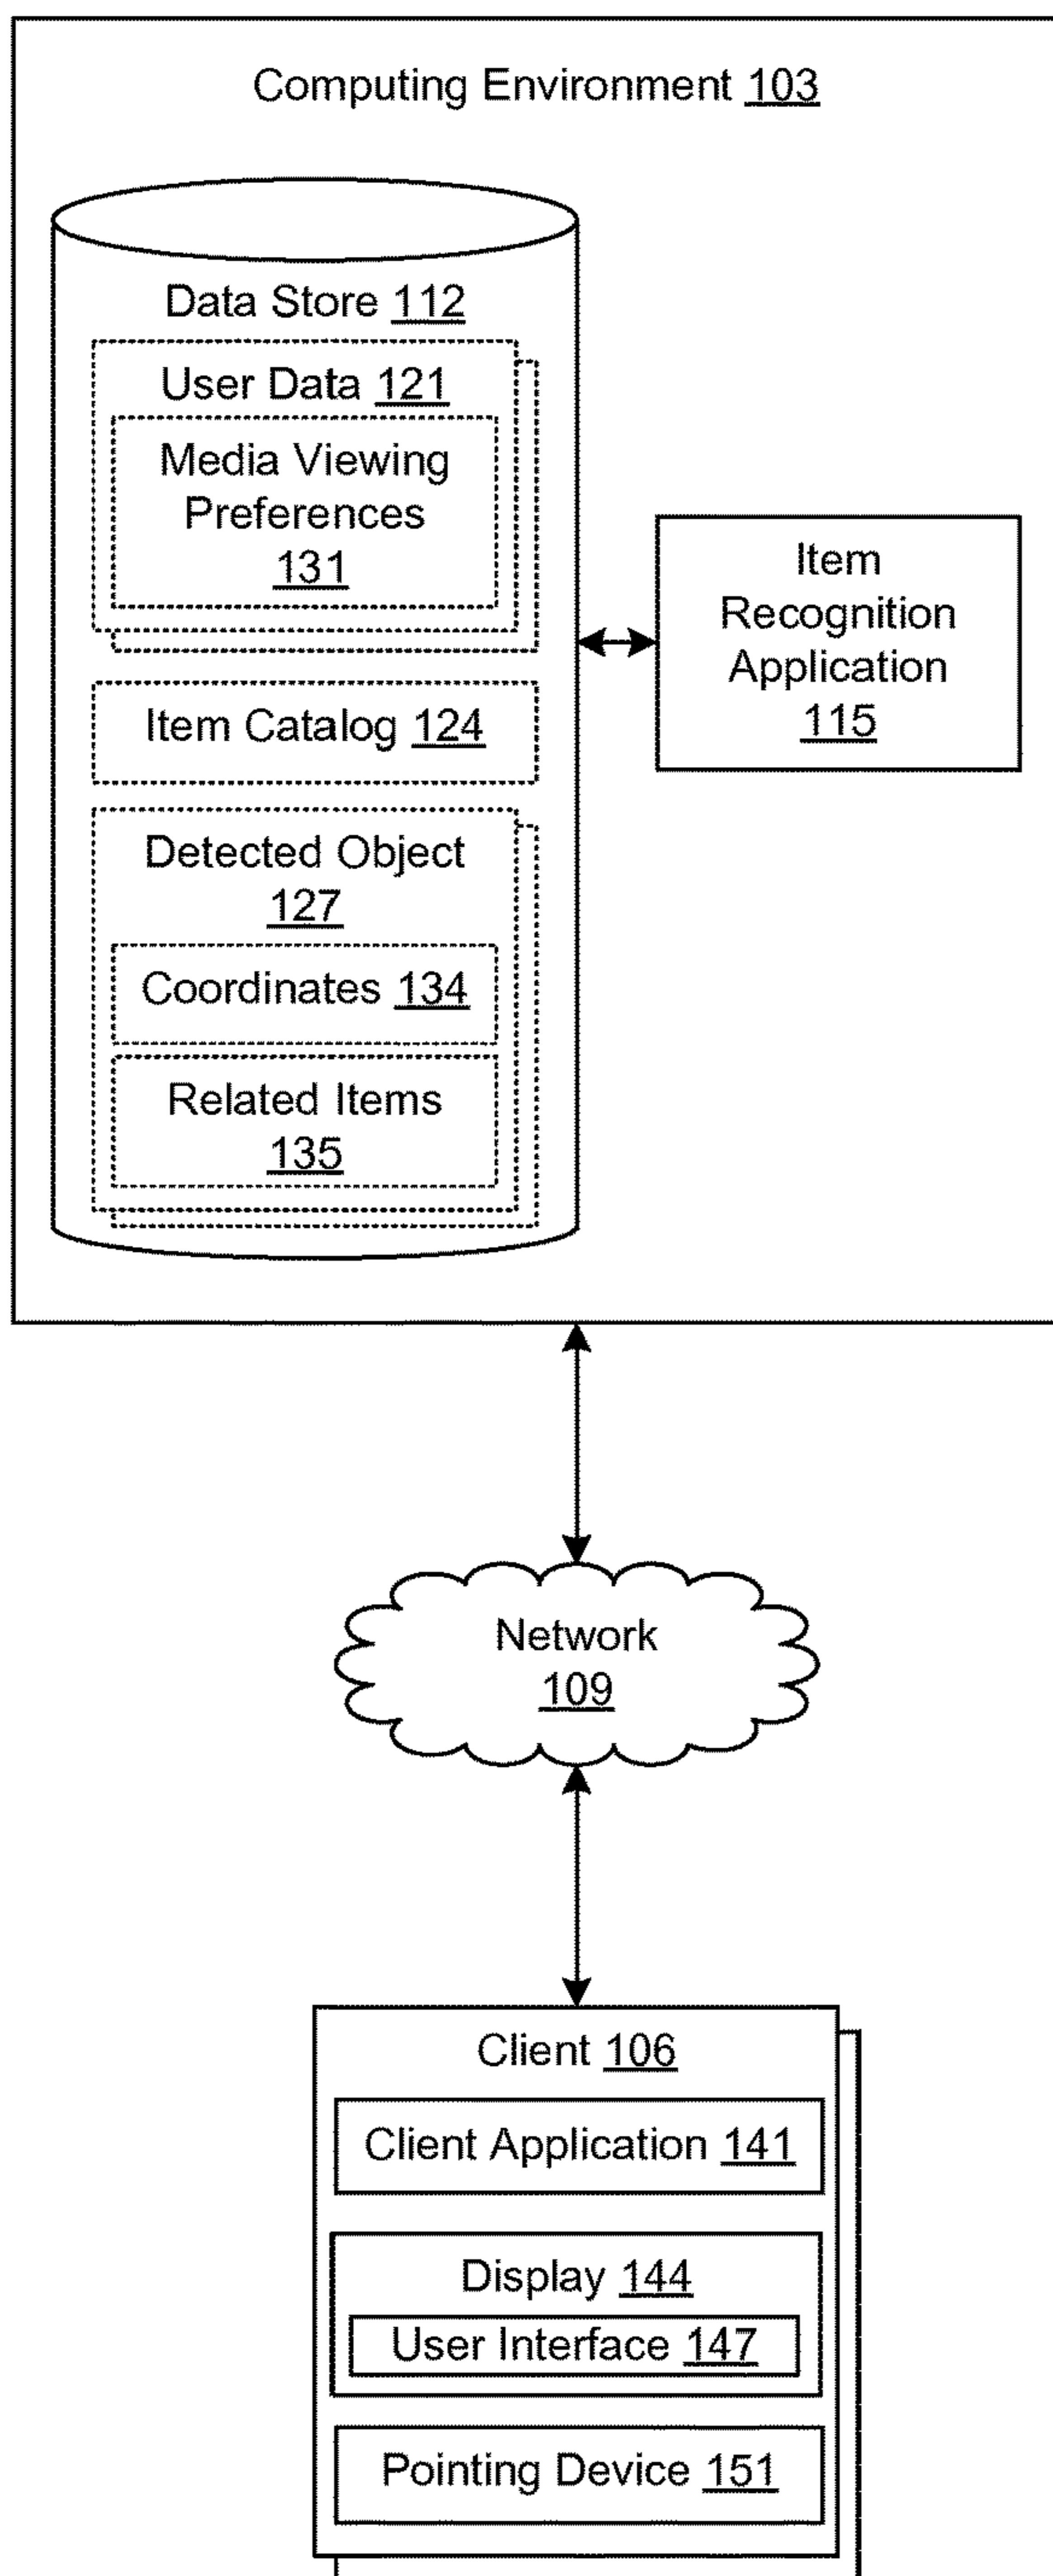 Computing Environment 103
Data Store 112
User Data 121
Media Viewing
Preferences
131
Item Catalog 124
Detected Object
127
Coordinates 134
Related Items
135
Item
Recognition
Application
115
Network
109
Client 106
Client Application 141
Display 144
User Interface 147
Pointing Device 151